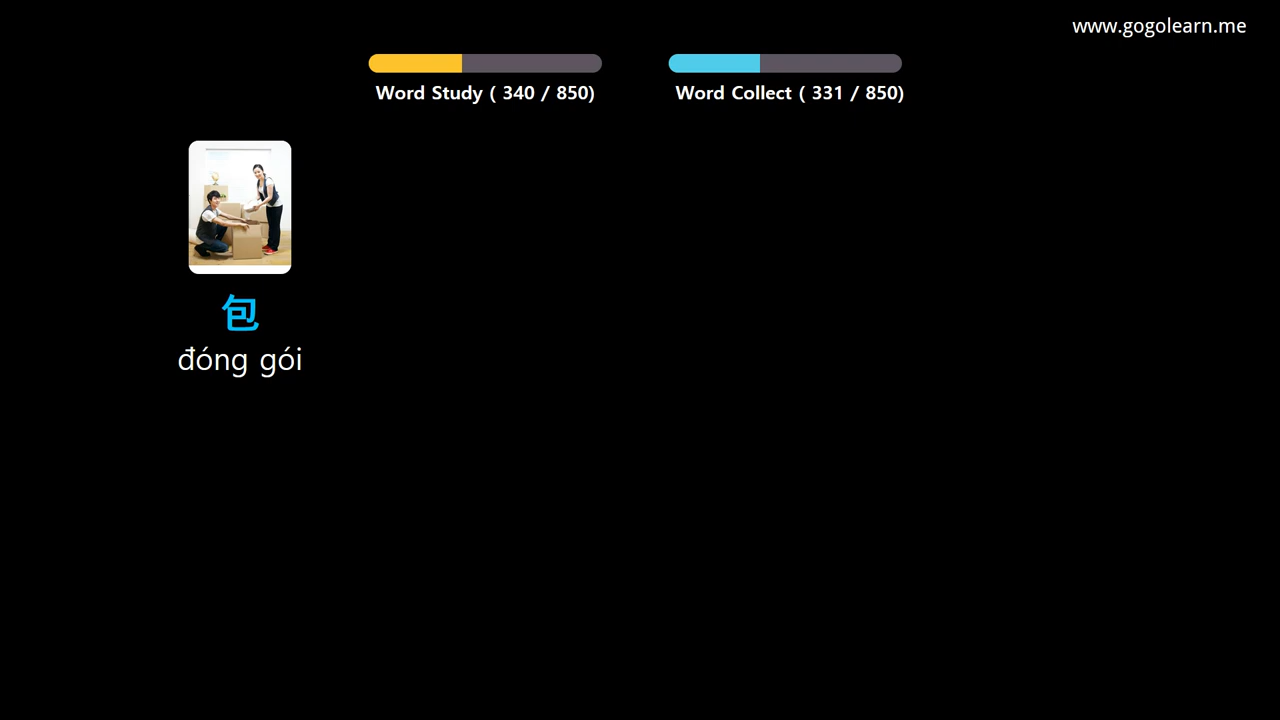 www.gogolearn.me
Word Study ( 340 / 850)
Word Collect ( 331 / 850)
包
đóng gói